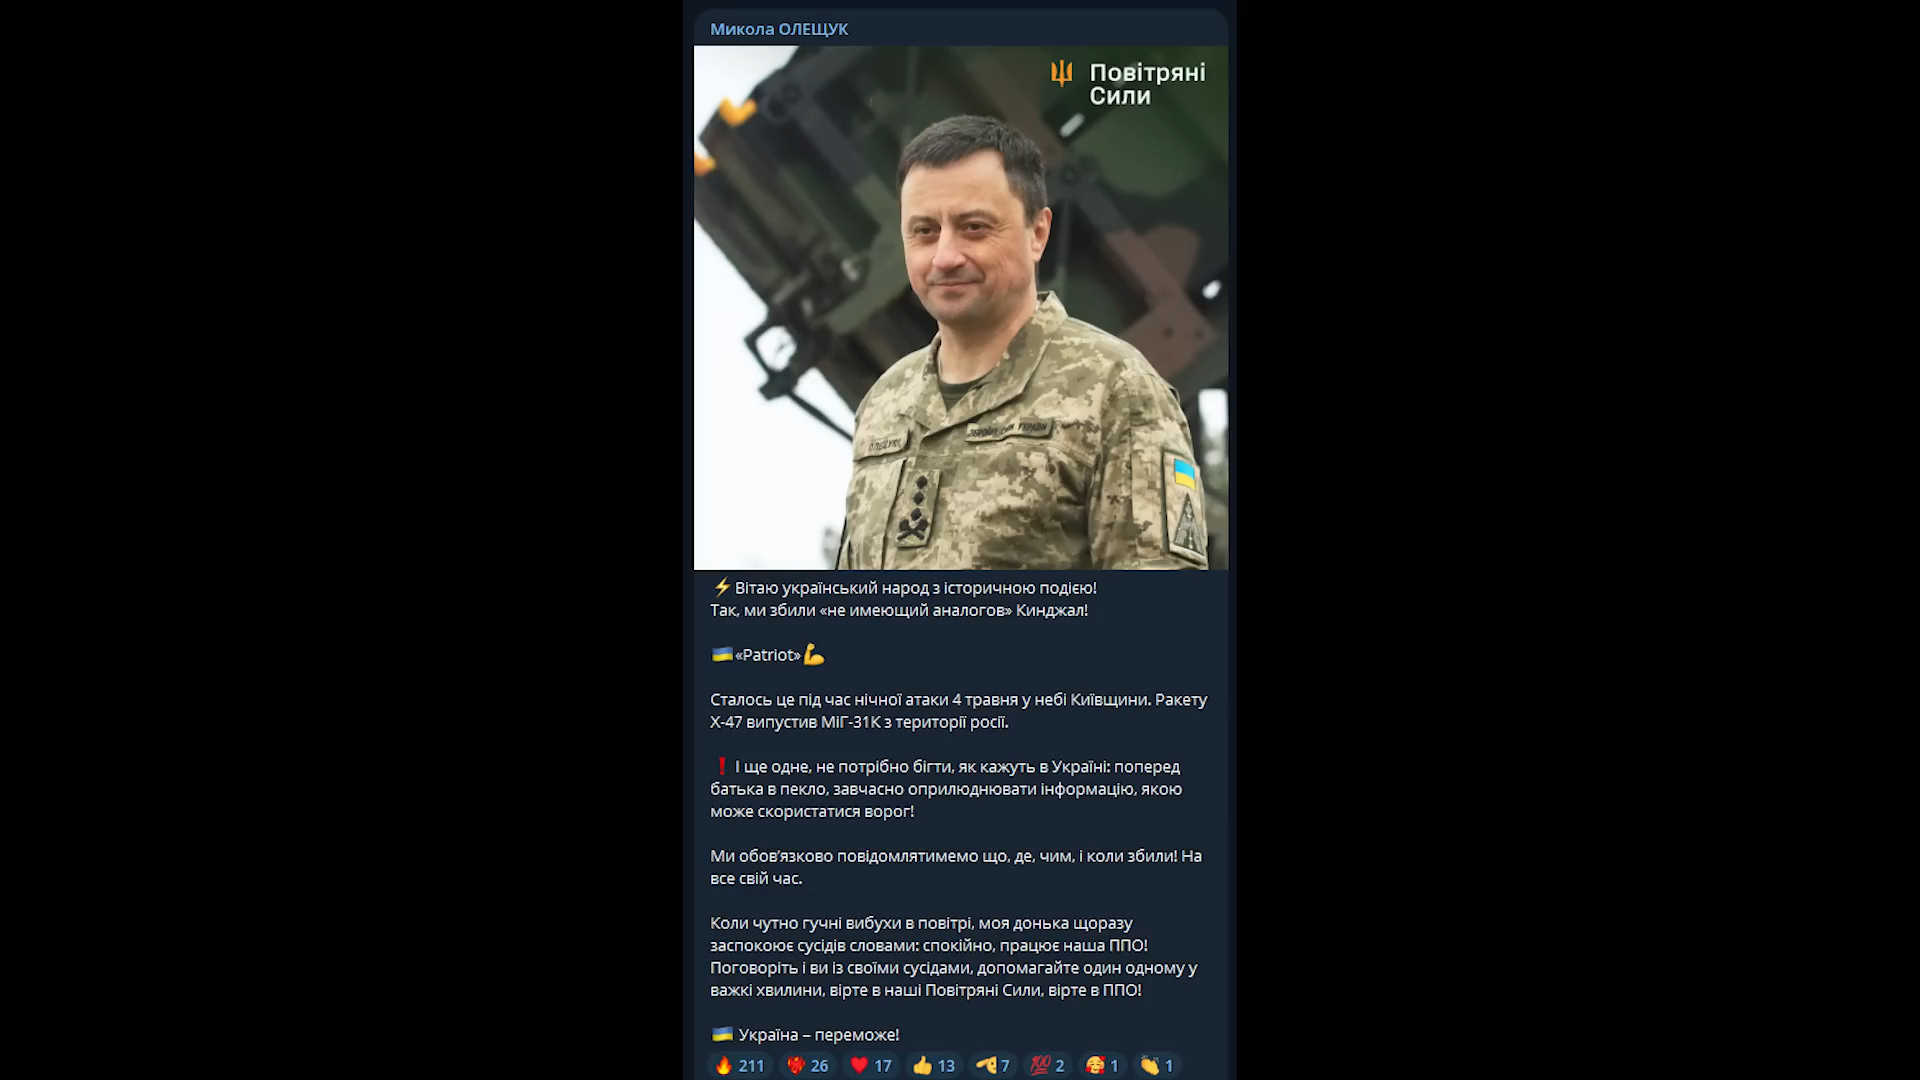 Микола ОЛЕЩУК
Повітряні
Сили
ОЛЕЩУК
ЗБРОЙНІ СИЛИ УКРАЇНИ
⚡Вітаю український народ з історичною подією!
Так, ми збили «не имеющий аналогов» Кинджал!
🇺🇦«Patriot»💪
Сталось це під час нічної атаки 4 травня у небі Київщини. Ракету
Х-47 випустив МіГ-31К з території росії.
❗І ще одне, не потрібно бігти, як кажуть в Україні: поперед
батька в пекло, завчасно оприлюднювати інформацію, якою
може скористатися ворог!
Ми обов'язково повідомлятимемо що, де, чим, і коли збили! На
все свій час.
Коли чутно гучні вибухи в повітрі, моя донька щоразу
заспокоює сусідів словами: спокійно, працює наша ППО!
Поговоріть і ви із своїми сусідами, допомагайте один одному у
важкі хвилини, вірте в наші Повітряні Сили, вірте в ППО!
🇺🇦 Україна – переможе!
211 26 17 13 7 2 1 1